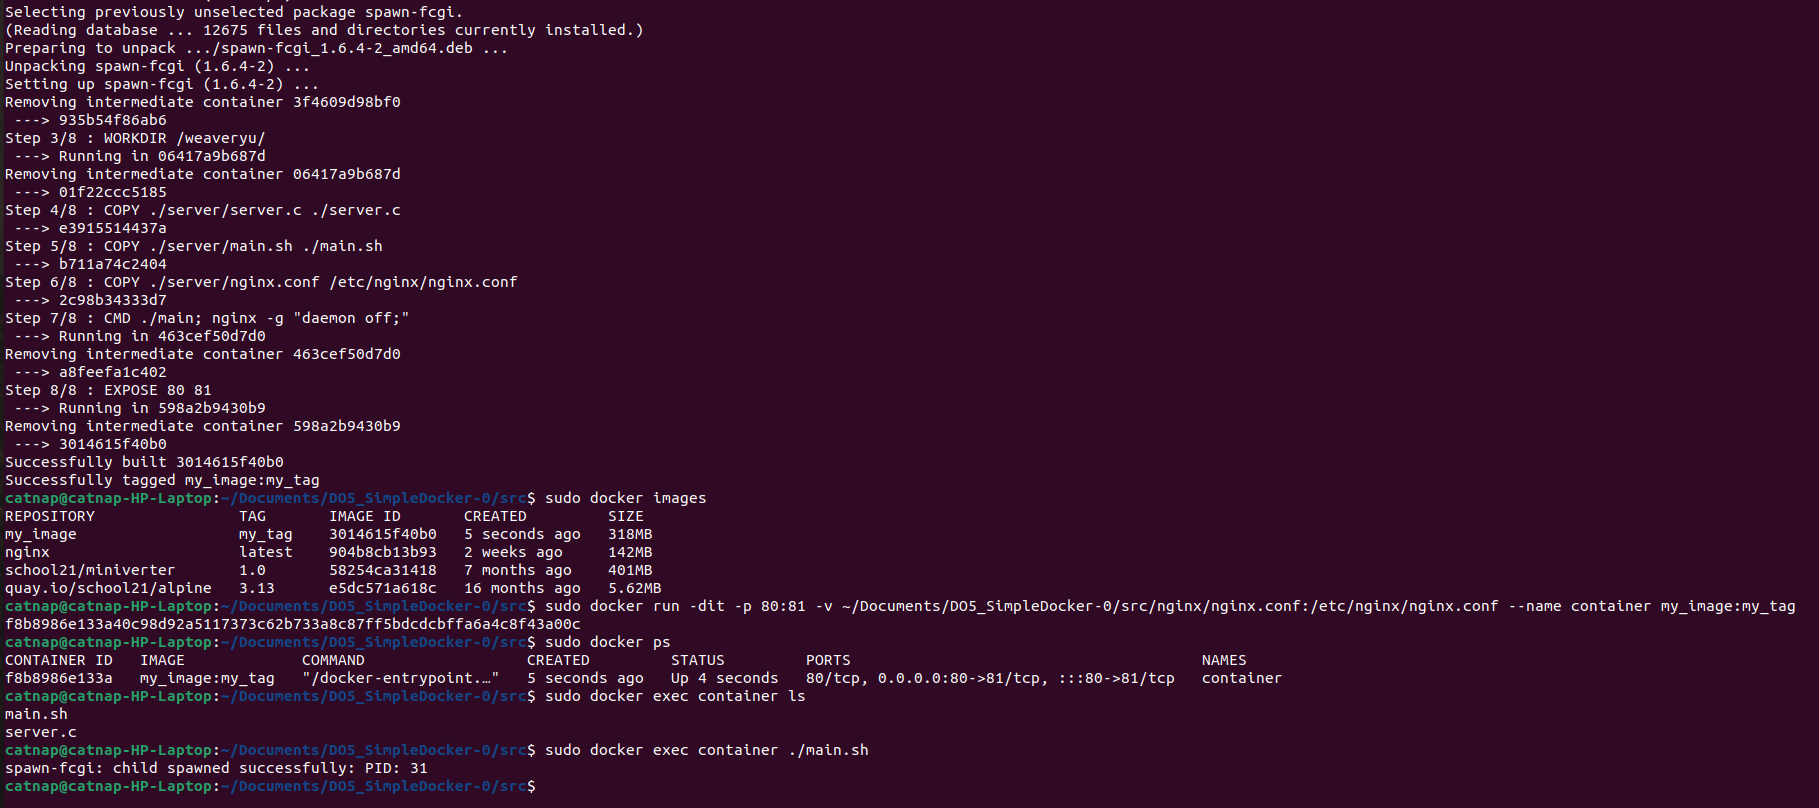 Selecting previously unselected package spawn-fcgi.
(Reading database ... 12675 files and directories currently installed.)
Preparing to unpack .../spawn-fcgi_1.6.4-2_amd64.deb ...
Unpacking spawn-fcgi (1.6.4-2) ...
Setting up spawn-fcgi (1.6.4-2) ...
Removing intermediate container 3f4609d98bf0
 ---> 935b54f86ab6
Step 3/8 : WORKDIR /weaveryu/
 ---> Running in 06417a9b687d
Removing intermediate container 06417a9b687d
 ---> 01f22ccc5185
Step 4/8 : COPY ./server/server.c ./server.c
 ---> e3915514437a
Step 5/8 : COPY ./server/main.sh ./main.sh
 ---> b711a74c2404
Step 6/8 : COPY ./server/nginx.conf /etc/nginx/nginx.conf
 ---> 2c98b34333d7
Step 7/8 : CMD ./main; nginx -g "daemon off;"
 ---> Running in 463cef50d7d0
Removing intermediate container 463cef50d7d0
 ---> a8feefa1c402
Step 8/8 : EXPOSE 80 81
 ---> Running in 598a2b9430b9
Removing intermediate container 598a2b9430b9
 ---> 3014615f40b0
Successfully built 3014615f40b0
Successfully tagged my_image:my_tag
catnap@catnap-HP-Laptop:~/Documents/DO5_SimpleDocker-0/src$ sudo docker images
REPOSITORY                TAG       IMAGE ID       CREATED         SIZE
my_image                  my_tag    3014615f40b0   5 seconds ago   318MB
nginx                     latest    904b8cb13b93   2 weeks ago     142MB
school21/miniverter       1.0       58254ca31418   7 months ago    401MB
quay.io/school21/alpine   3.13      e5dc571a618c   16 months ago   5.62MB
catnap@catnap-HP-Laptop:~/Documents/DO5_SimpleDocker-0/src$ sudo docker run -dit -p 80:81 -v ~/Documents/DO5_SimpleDocker-0/src/nginx/nginx.conf:/etc/nginx/nginx.conf --name container my_image:my_tag
f8b8986e133a40c98d92a5117373c62b733a8c87ff5bdcdcbffa6a4c8f43a00c
catnap@catnap-HP-Laptop:~/Documents/DO5_SimpleDocker-0/src$ sudo docker ps
CONTAINER ID   IMAGE             COMMAND                  CREATED         STATUS         PORTS                                       NAMES
f8b8986e133a   my_image:my_tag   "/docker-entrypoint.…"   5 seconds ago   Up 4 seconds   80/tcp, 0.0.0.0:80->81/tcp, :::80->81/tcp   container
catnap@catnap-HP-Laptop:~/Documents/DO5_SimpleDocker-0/src$ sudo docker exec container ls
main.sh
server.c
catnap@catnap-HP-Laptop:~/Documents/DO5_SimpleDocker-0/src$ sudo docker exec container ./main.sh
spawn-fcgi: child spawned successfully: PID: 31
catnap@catnap-HP-Laptop:~/Documents/DO5_SimpleDocker-0/src$